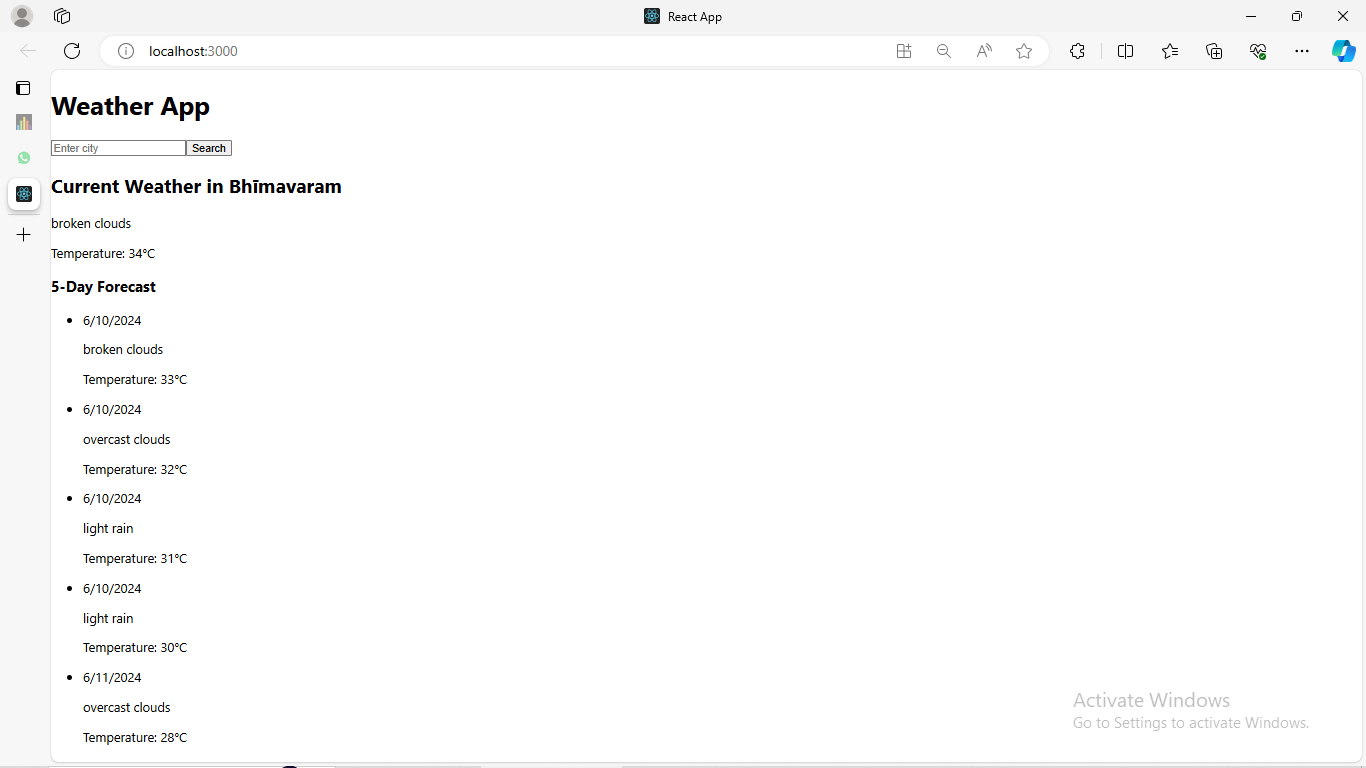 React App
localhost:3000
Weather App
Enter city Search
Current Weather in Bhīmavaram
broken clouds
Temperature: 34°C
5-Day Forecast
6/10/2024
broken clouds
Temperature: 33°C
6/10/2024
overcast clouds
Temperature: 32°C
6/10/2024
light rain
Temperature: 31°C
6/10/2024
light rain
Temperature: 30°C
6/11/2024
overcast clouds
Temperature: 28°C
Activate Windows
Go to Settings to activate Windows.